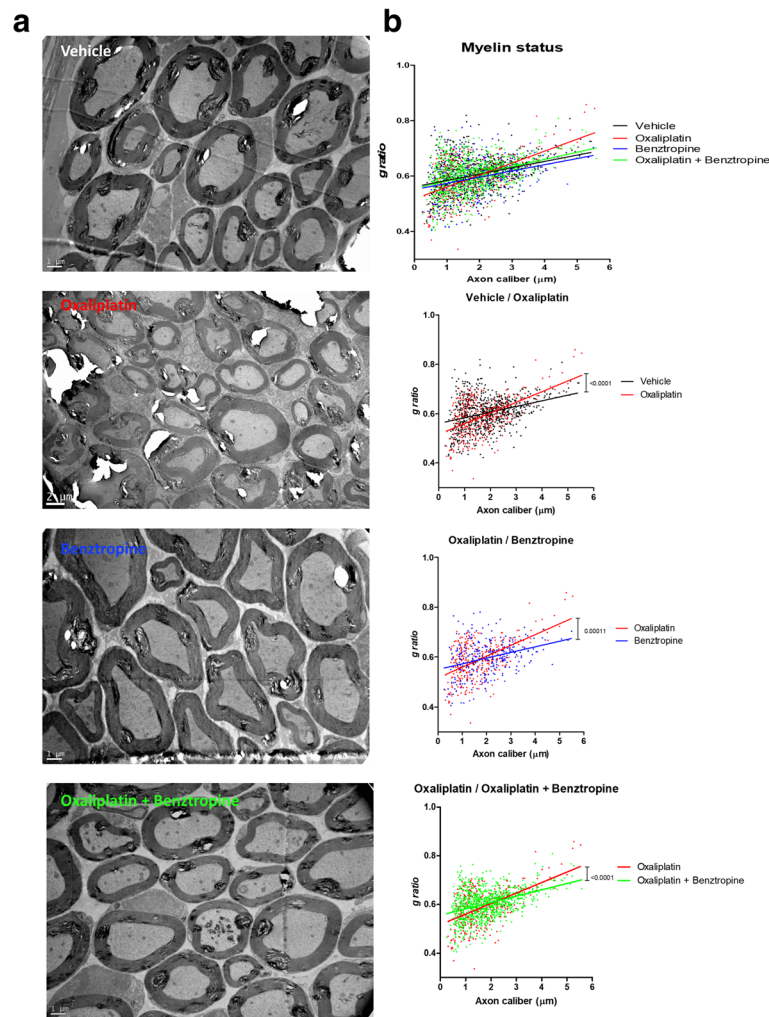 a
b
Vehicle
1 µm
Oxaliplatin
2 µm
Benztropine
1 µm
Oxaliplatin + Benztropine
1 µm
Myelin status
g ratio
1.0
0.8
0.6
0.4
0 1 2 3 4 5 6
Axon caliber (µm)
Vehicle
Oxaliplatin
Benztropine
Oxaliplatin + Benztropine
Vehicle / Oxaliplatin
g ratio
1.0
0.8
0.6
0.4
0 1 2 3 4 5 6
Axon caliber (µm)
<.0001
Vehicle
Oxaliplatin
Oxaliplatin / Benztropine
g ratio
1.0
0.8
0.6
0.4
0 1 2 3 4 5 6
Axon caliber (µm)
0.00011
Oxaliplatin
Benztropine
Oxaliplatin / Oxaliplatin + Benztropine
g ratio
1.0
0.8
0.6
0.4
0 1 2 3 4 5 6
Axon caliber (µm)
<.0001
Oxaliplatin
Oxaliplatin + Benztropine